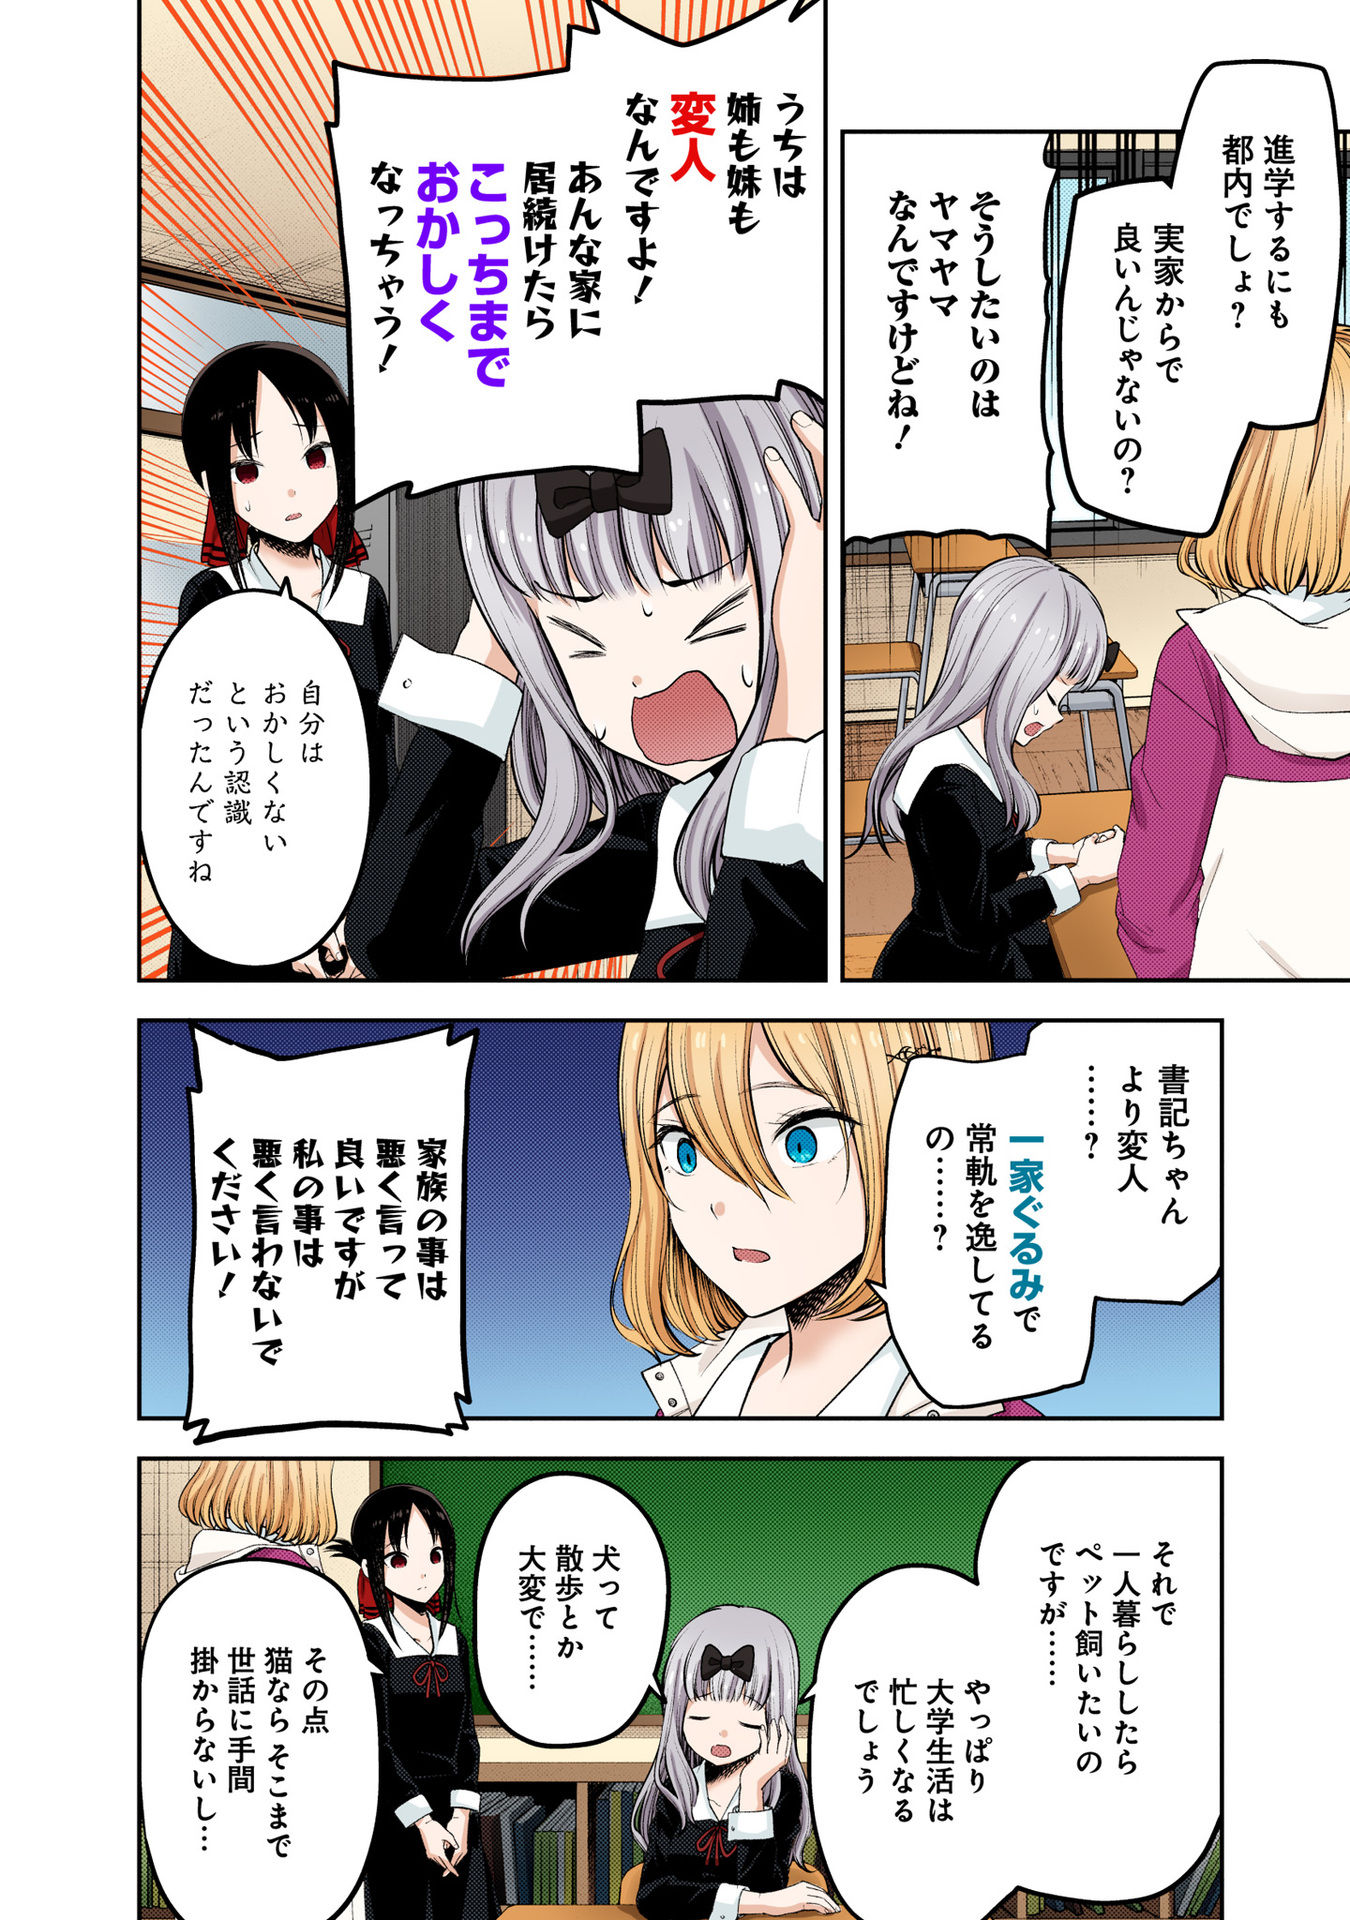 進学するにも
都内でしょ？
実家からで
良いんじゃないの？
そうしたいのは
ヤマヤマ
なんですけどね！
うちは
姉も妹も
変人
なんですよ！
あんな家に
居続けたら
こっちまで
おかしく
なっちゃう！
自分は
おかしくない
という認識
だったんですね
書記ちゃん
より変人
……？
一家ぐるみで
常軌を逸してる
の……？
家族の事は
悪く言って
良いですが
私の事は
悪く言わないで
ください！
それで
一人暮らししたら
ペット飼いたいの
ですが……
やっぱり
大学生活は
忙しくなる
でしょう
犬って
散歩とか
大変で……
その点
猫なら そこまで
世話に手間
掛からないし…